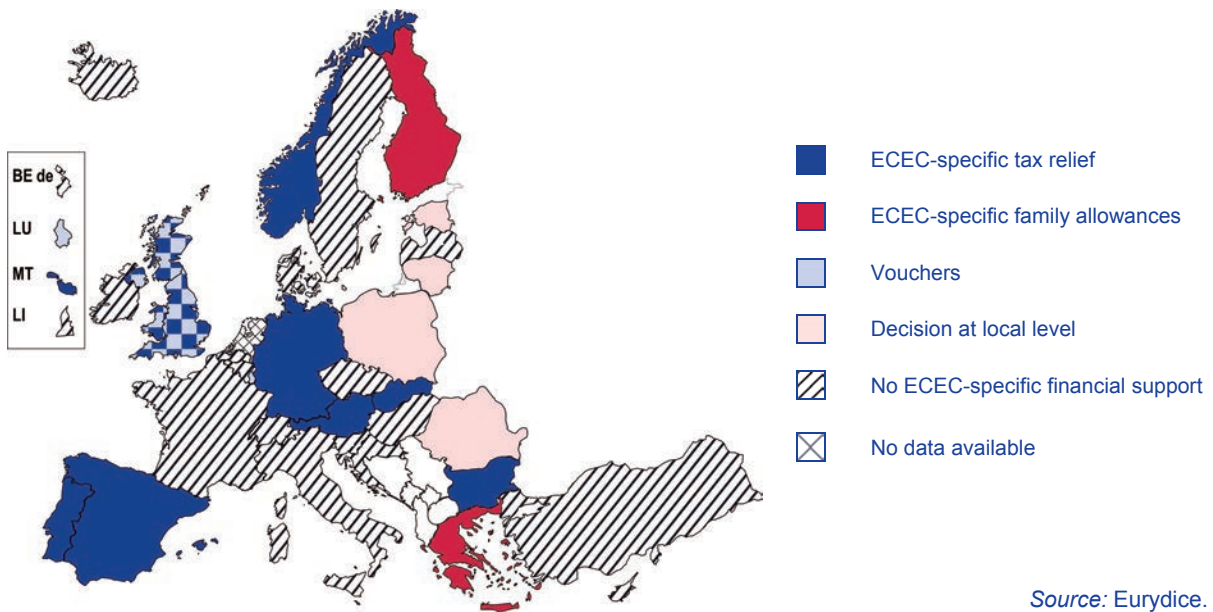 BE de
LU
MT
LI
ECEC-specific tax relief
ECEC-specific family allowances
Vouchers
Decision at local level
No ECEC-specific financial support
No data available
Source: Eurydice.